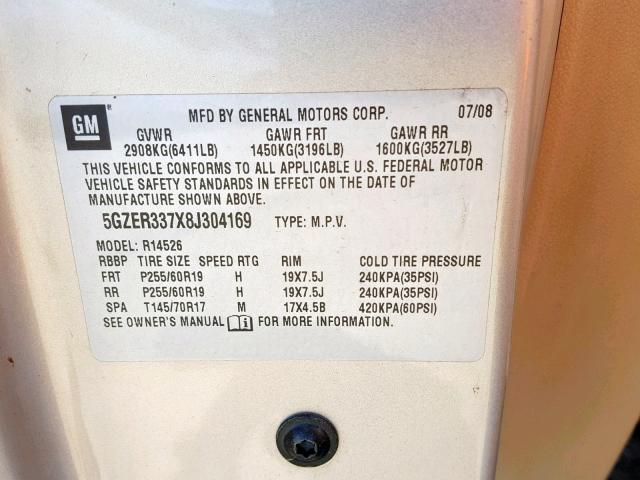 GM
MFD BY GENERAL MOTORS CORP. 07/08
GVWR GAWR FRT GAWR RR
2908KG(6411LB) 1450KG(3196LB) 1600KG(3527LB)
THIS VEHICLE CONFORMS TO ALL APPLICABLE U.S. FEDERAL MOTOR
VEHICLE SAFETY STANDARDS IN EFFECT ON THE DATE OF
MANUFACTURE SHOWN ABOVE.
5GZER337X8J304169 TYPE: M.P.V.
MODEL: R14526
RBBP TIRE SIZE SPEED RTG RIM COLD TIRE PRESSURE
FRT P255/60R19 H 19X7.5J 240KPA(35PSI)
RR P255/60R19 H 19X7.5J 240KPA(35PSI)
SPA T145/70R17 M 17X4.5B 420KPA(60PSI)
SEE OWNER'S MANUAL FOR MORE INFORMATION.